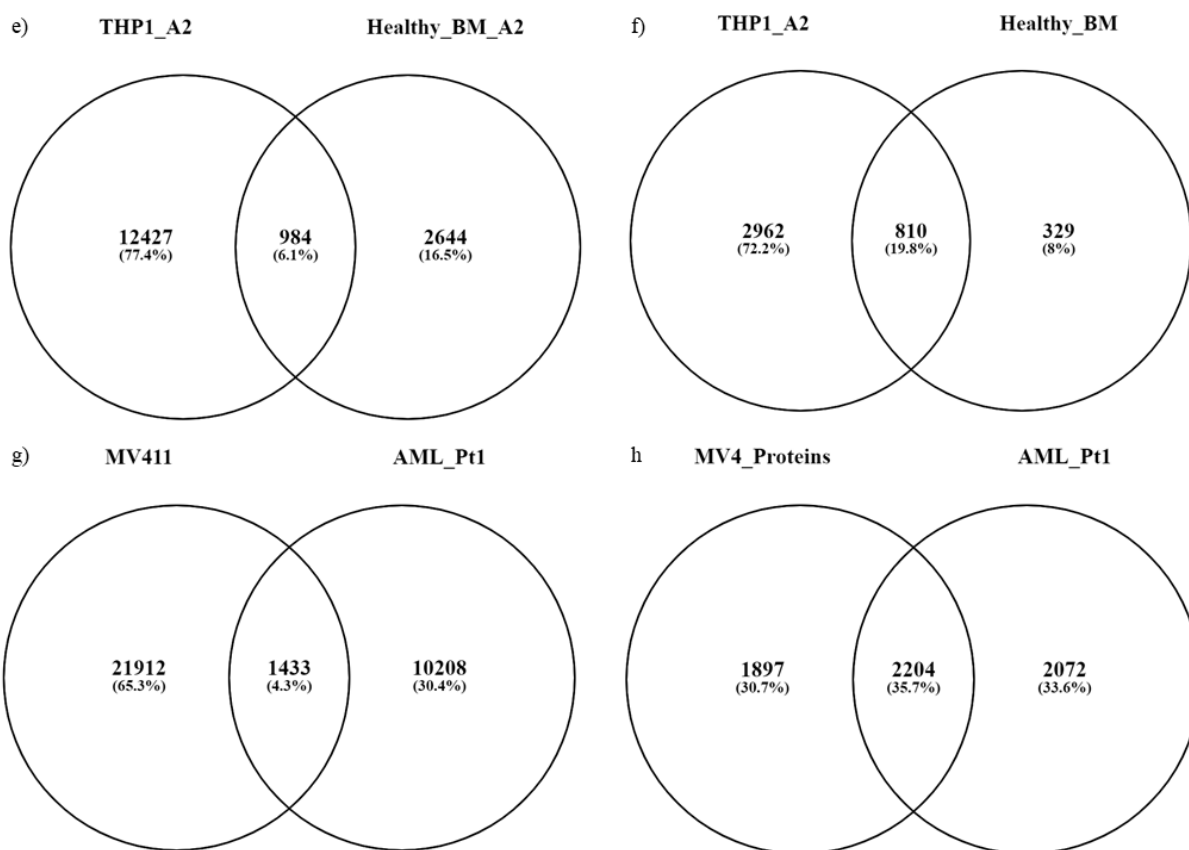 e) THP1_A2 Healthy_BM_A2
12427 984 2644
(77.4%) (6.1%) (16.5%)
f) THP1_A2 Healthy_BM
2962 810 329
(72.2%) (19.8%) (8%)
g) MV411 AML_Pt1
21912 1433 10208
(65.3%) (4.3%) (30.4%)
h MV4_Proteins AML_Pt1
1897 2204 2072
(30.7%) (35.7%) (33.6%)